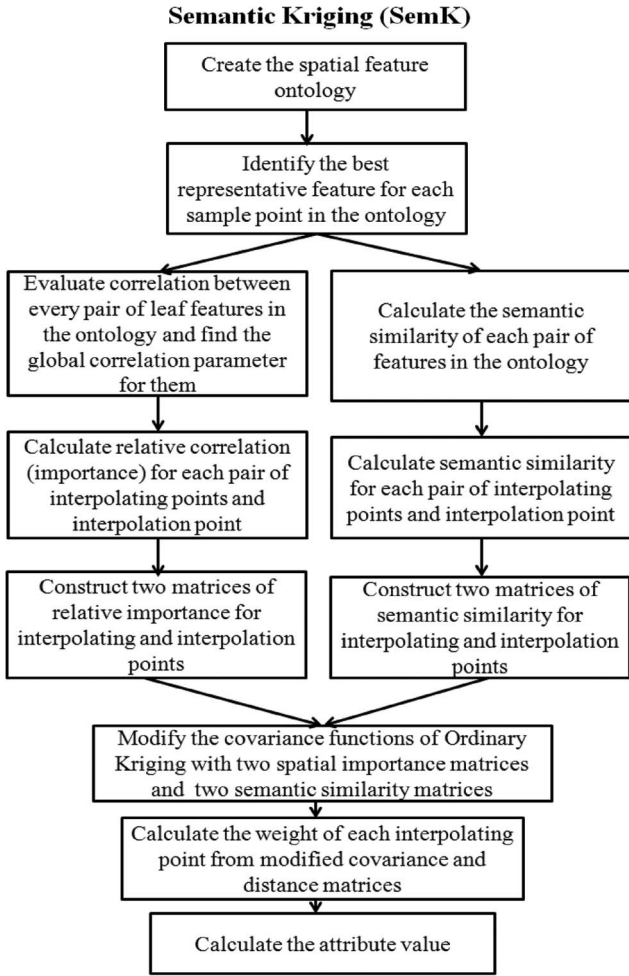 Semantic Kriging (SemK)
Create the spatial feature
ontology
Identify the best
representative feature for each
sample point in the ontology
Evaluate correlation between
every pair of leaf features in
the ontology and find the
global correlation parameter
for them
Calculate the semantic
similarity of each pair of
features in the ontology
Calculate relative correlation
(importance) for each pair of
interpolating points and
interpolation point
Calculate semantic similarity
for each pair of interpolating
points and interpolation point
Construct two matrices of
relative importance for
interpolating and interpolation
points
Construct two matrices of
semantic similarity for
interpolating and interpolation
points
Modify the covariance functions of Ordinary
Kriging with two spatial importance matrices
and two semantic similarity matrices
Calculate the weight of each interpolating
point from modified covariance and
distance matrices
Calculate the attribute value